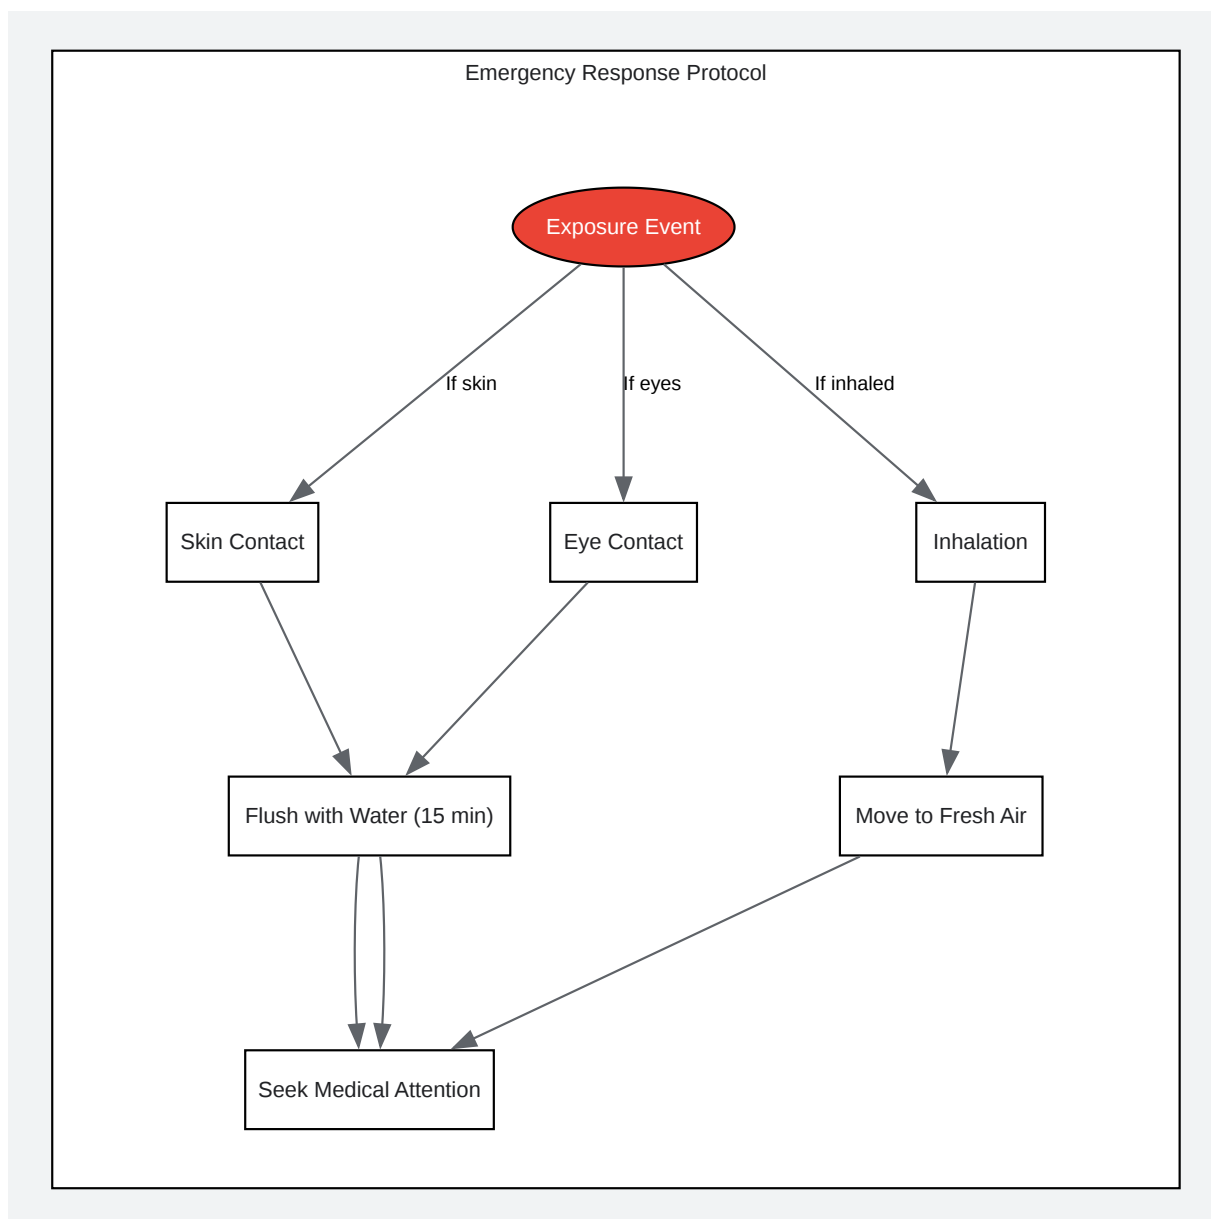 Emergency Response Protocol
Exposure Event
If skin
If eyes
If inhaled
Skin Contact
Eye Contact
Inhalation
Flush with Water (15 min)
Move to Fresh Air
Seek Medical Attention